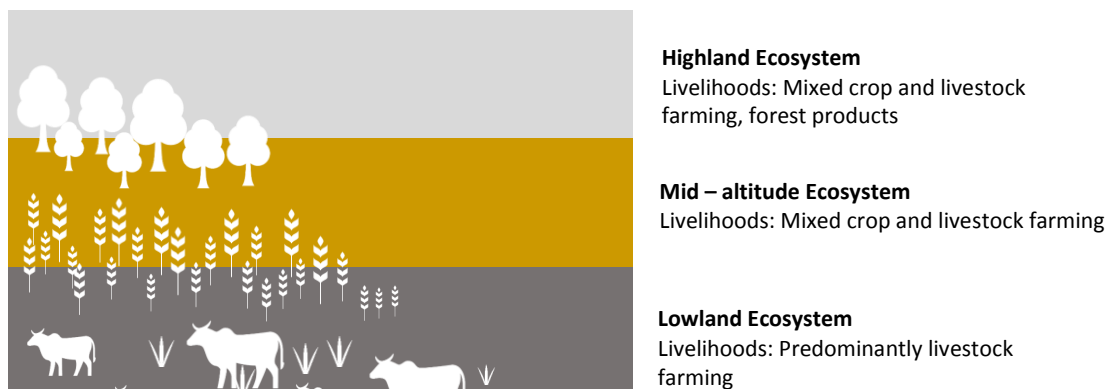 Highland Ecosystem
Livelihoods: Mixed crop and livestock
farming, forest products
Mid – altitude Ecosystem
Livelihoods: Mixed crop and livestock farming
Lowland Ecosystem
Livelihoods: Predominantly livestock
farming